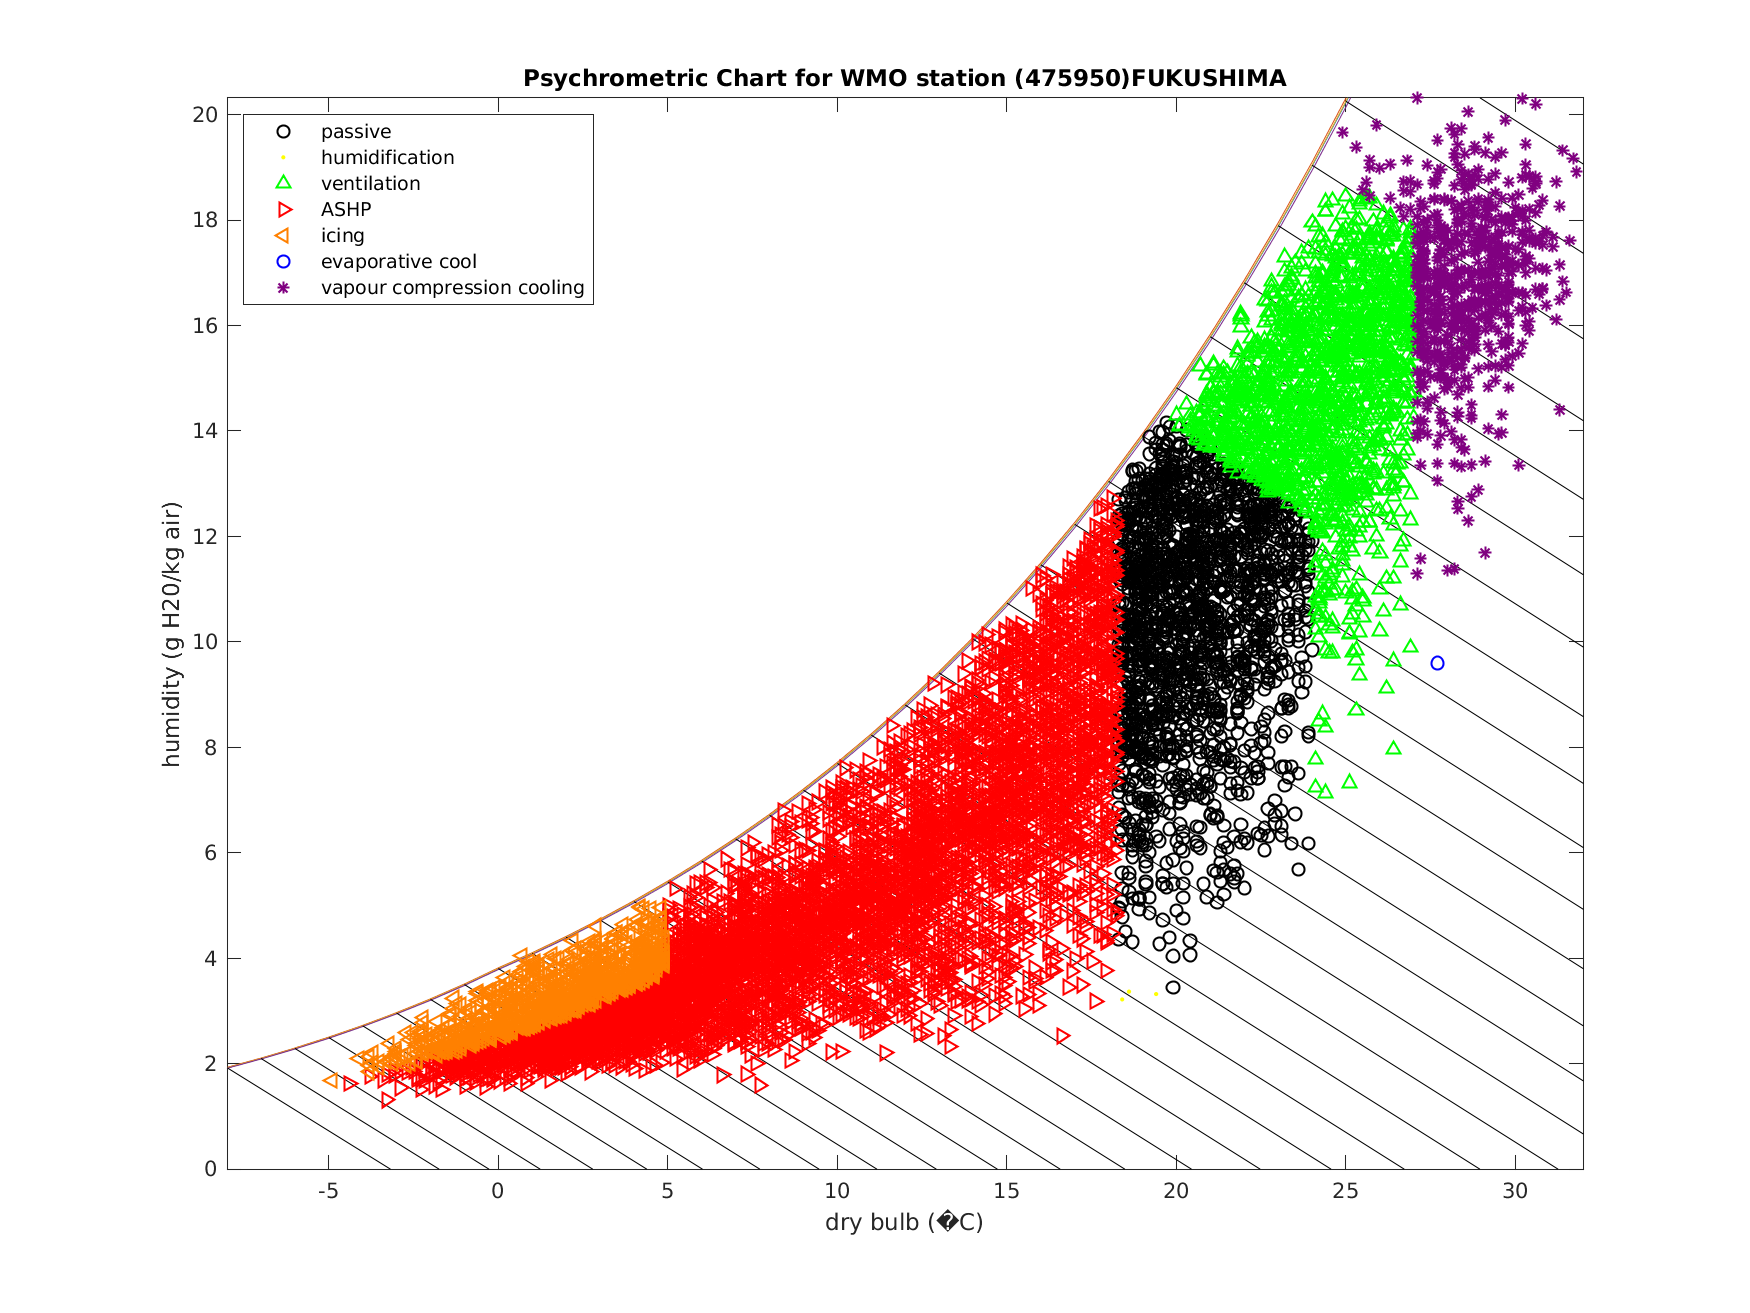 Psychrometric Chart for WMO station (475950)FUKUSHIMA
passive
humidification
ventilation
ASHP
icing
evaporative cool
vapour compression cooling
humidity (g H20/kg air)
20
18
16
14
12
10
8
6
4
2
0
-5 0 5 10 15 20 25 30
dry bulb (�C)